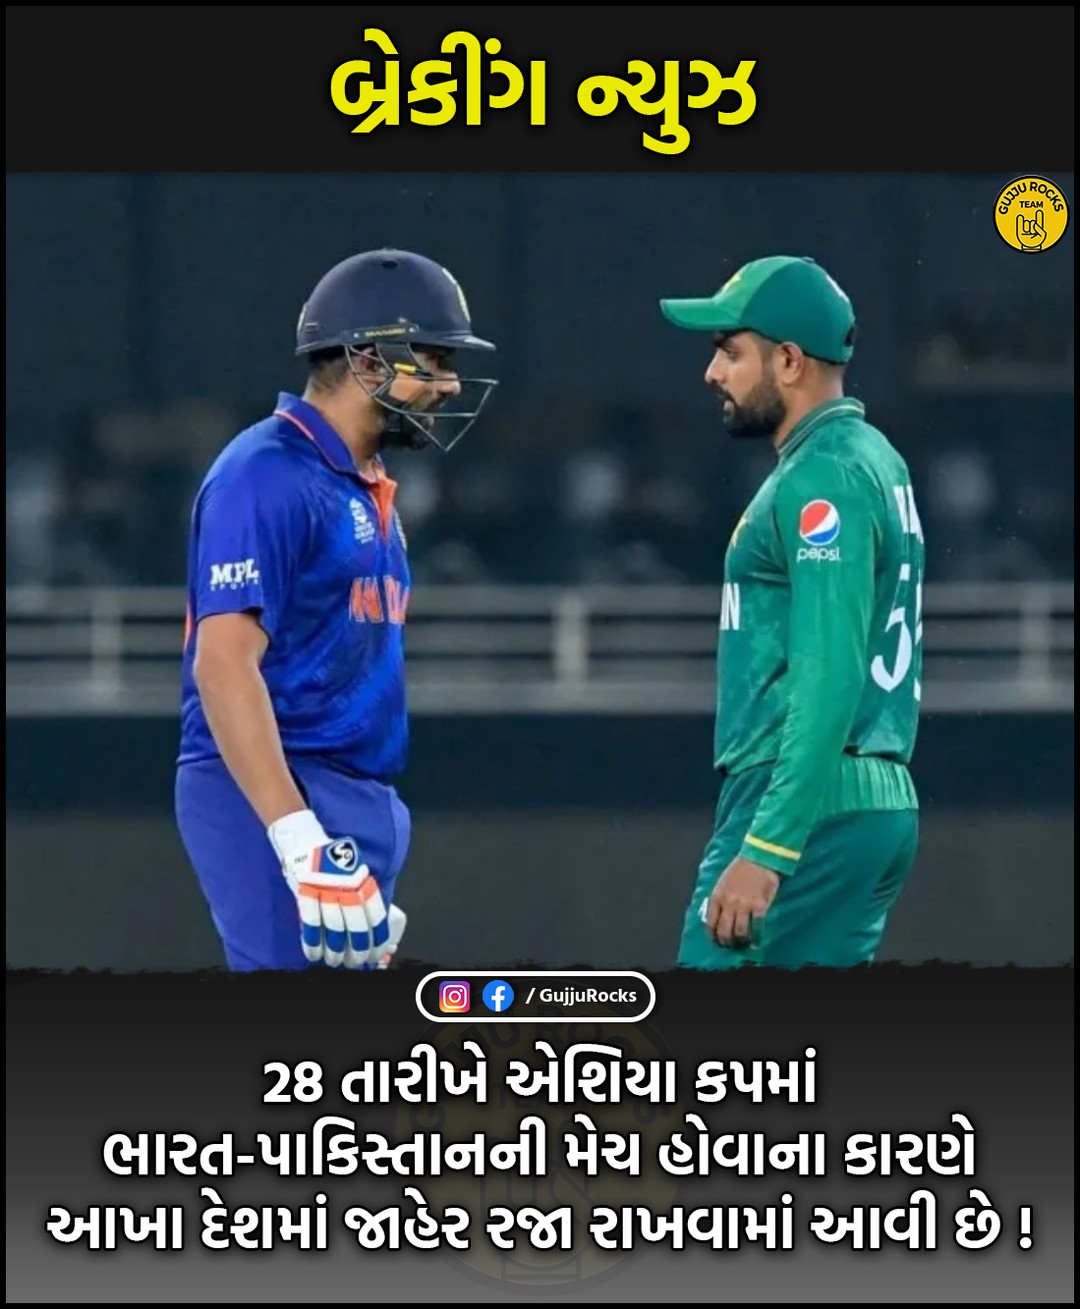 બ્રેકીંગ ન્યુઝ
GUJJU ROCKS
TEAM
MPL
pepsi
/ GujjuRocks
28 તારીખે એશિયા કપમાં
ભારત-પાકિસ્તાનની મેચ હોવાના કારણે
આખા દેશમાં જાહેર રજા રાખવામાં આવી છે !